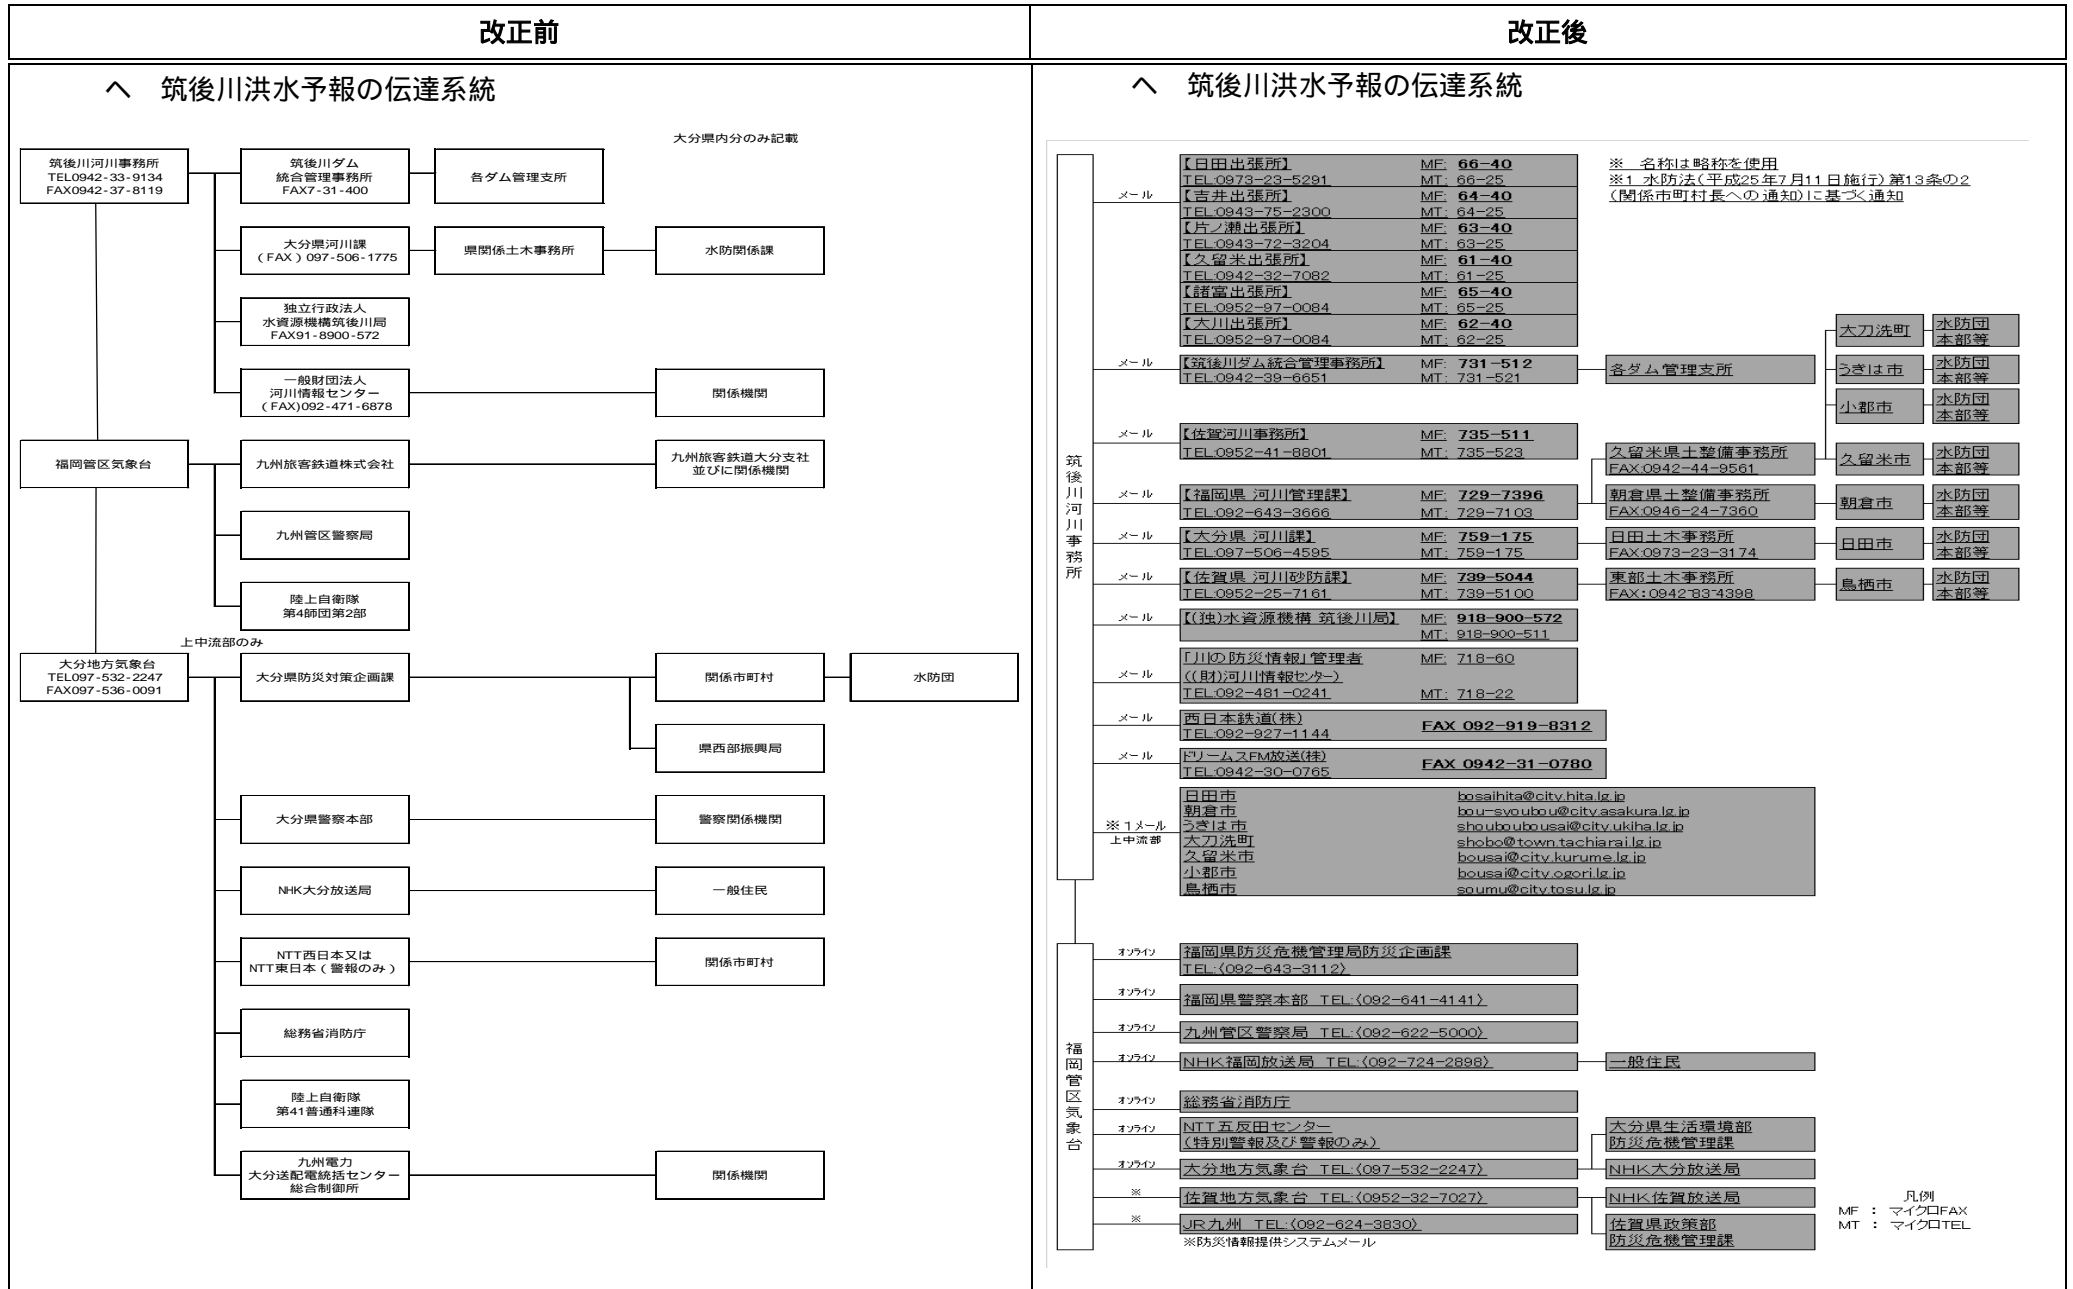 改正前
改正後
ヘ　筑後川洪水予報の伝達系統
大分県内分のみ記載
筑後川河川事務所
TEL0942-33-9134
FAX0942-37-8119
筑後川ダム
統合管理事務所
FAX7-31-400
各ダム管理支所
大分県河川課
(FAX) 097-506-1775
県関係土木事務所
水防関係課
独立行政法人
水資源機構筑後川局
FAX91-8900-572
一般財団法人
河川情報センター
(FAX)092-471-6878
関係機関
福岡管区気象台
九州旅客鉄道株式会社
九州旅客鉄道大分支社
並びに関係機関
九州管区警察局
陸上自衛隊
第4師団第2部
上中流部のみ
大分地方気象台
TEL097-532-2247
FAX097-536-0091
大分県防災対策企画課
関係市町村
水防団
県西部振興局
大分県警察本部
警察関係機関
NHK大分放送局
一般住民
NTT西日本又は
NTT東日本（警報のみ）
関係市町村
総務省消防庁
陸上自衛隊
第41普通科連隊
九州電力
大分送配電統括センター
総合制御所
関係機関
ヘ　筑後川洪水予報の伝達系統
※　名称は略称を使用
※1 水防法(平成25年7月11日施行)第13条の2
(関係市町村長への通知)に基づく通知
筑後川河川事務所
メール
【日田出張所】 MF: 66-40
TEL:0973-23-5291 MT: 66-25
【吉井出張所】 MF: 64-40
TEL:0943-75-2300 MT: 64-25
【片ノ瀬出張所】 MF: 63-40
TEL:0943-72-3204 MT: 63-25
【久留米出張所】 MF: 61-40
TEL:0942-32-7082 MT: 61-25
【諸富出張所】 MF: 65-40
TEL:0952-97-0084 MT: 65-25
【大川出張所】 MF: 62-40
TEL:0952-97-0084 MT: 62-25
メール
【筑後川ダム統合管理事務所】 MF: 731-512
TEL:0942-39-6651 MT: 731-521
各ダム管理支所
大刀洗町
水防団
本部等
うきは市
水防団
本部等
小郡市
水防団
本部等
メール
【佐賀河川事務所】 MF: 735-511
TEL:0952-41-8801 MT: 735-523
久留米県土整備事務所
FAX:0942-44-9561
久留米市
水防団
本部等
メール
【福岡県 河川管理課】 MF: 729-7396
TEL:092-643-3666 MT: 729-7103
朝倉県土整備事務所
FAX:0946-24-7360
朝倉市
水防団
本部等
メール
【大分県 河川課】 MF: 759-175
TEL:097-506-4595 MT: 759-175
日田土木事務所
FAX:0973-23-3174
日田市
水防団
本部等
メール
【佐賀県 河川砂防課】 MF: 739-5044
TEL:0952-25-7161 MT: 739-5100
東部土木事務所
FAX:0942-83-4398
鳥栖市
水防団
本部等
メール
【(独)水資源機構 筑後川局】 MF: 918-900-572
MT: 918-900-511
メール
「川の防災情報」管理者 MF: 718-60
((財)河川情報センター)
TEL:092-481-0241 MT: 718-22
メール
西日本鉄道(株) FAX 092-919-8312
TEL:092-927-1144
メール
ドリームスFM放送(株) FAX 0942-31-0780
TEL:0942-30-0765
※１メール
上中流部
日田市 bosaihita@city.hita.lg.jp
朝倉市 bou-syoubou@city.asakura.lg.jp
うきは市 shouboubousai@city.ukiha.lg.jp
大刀洗町 shobo@town.tachiarai.lg.jp
久留米市 bousai@city.kurume.lg.jp
小郡市 bousai@city.ogori.lg.jp
鳥栖市 soumu@city.tosu.lg.jp
福岡管区気象台
オンライン
福岡県防災危機管理局防災企画課
TEL:(092-643-3112)
オンライン
福岡県警察本部 TEL:(092-641-4141)
オンライン
九州管区警察局 TEL:(092-622-5000)
オンライン
NHK福岡放送局 TEL:(092-724-2898)
一般住民
オンライン
総務省消防庁
オンライン
NTT五反田センター
(特別警報及び警報のみ)
大分県生活環境部
防災危機管理課
オンライン
大分地方気象台 TEL:(097-532-2247)
NHK大分放送局
※
佐賀地方気象台 TEL:(0952-32-7027)
NHK佐賀放送局
※
JR九州 TEL:(092-624-3830)
佐賀県政策部
防災危機管理課
※防災情報提供システムメール
凡例
MF ： マイクロFAX
MT ： マイクロTEL